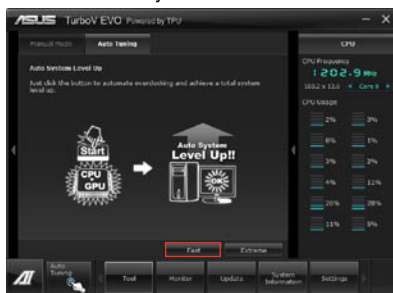 ASUS TurboV EVO Powered by TPU
Manual Mode
Auto Tuning
CPU
Auto System Level Up
Just click the button to automate overclocking and achieve a total system
level up.
CPU Frequency
1202.9 MHz
CPU Usage
2% 3%
8% 1%
3% 2%
4% 11%
20% 28%
11% 5%
Start
CPU
GPU
Auto System
Level Up!!
OK
Fast
Extreme
Auto
Tuning
Tool
Monitor
Update
System
Information
Settings